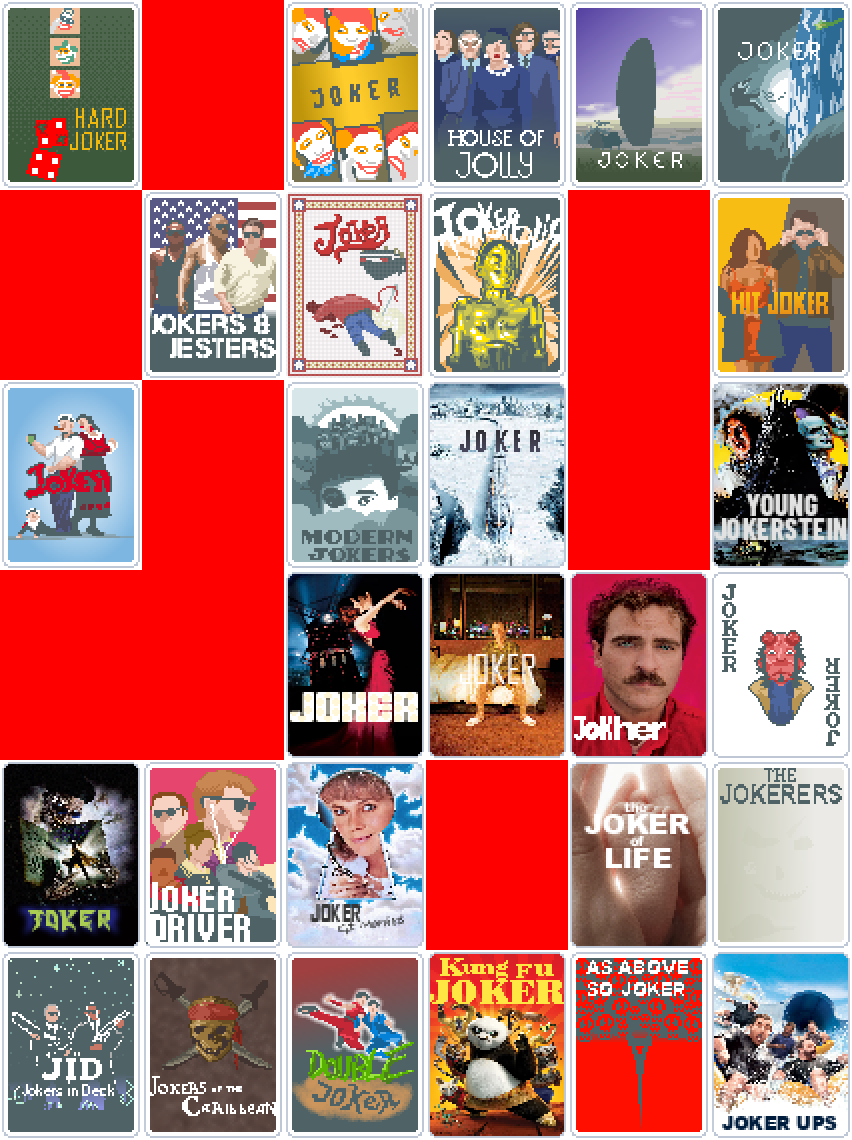 HARD
JOKER
JOKER
HOUSE OF
JOLLY
JOKER
JOKER
JOKERS &
JESTERS
JOKER
HIT JOKER
JOKER
MODERN
JOKERS
JOKER
YOUNG
JOKERSTEIN
JOKER
JOKER
Jokher
JOKER
JOKER
JOKER
JOKER
DRIVER
JOKER
the
JOKER
of
LIFE
THE
JOKERERS
JID
Jokers in Deck
JOKERS OF THE
CARIBBEAN
DOUBLE
JOKER
Kung Fu
JOKER
AS ABOVE
SO JOKER
JOKER UPS